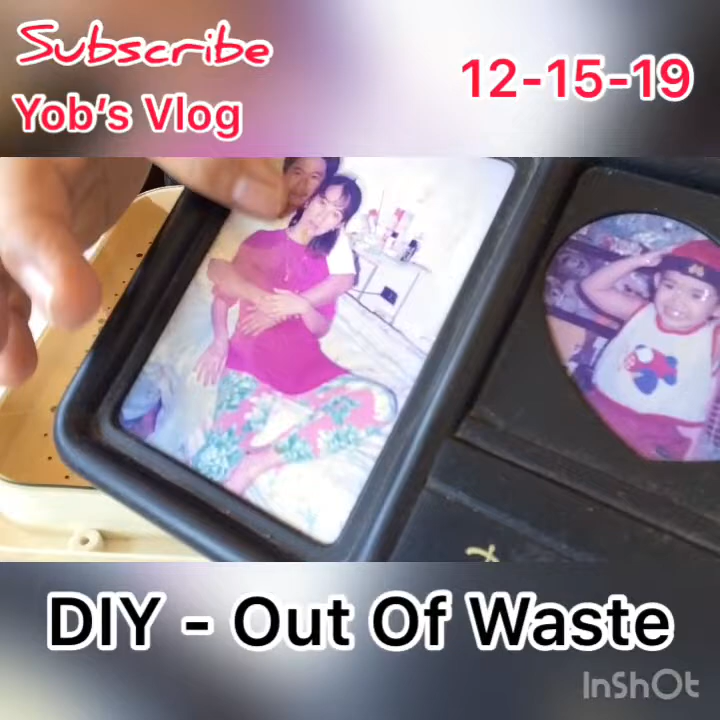 Subscribe
12-15-19
Yob's Vlog
DIY - Out Of Waste
InShOt